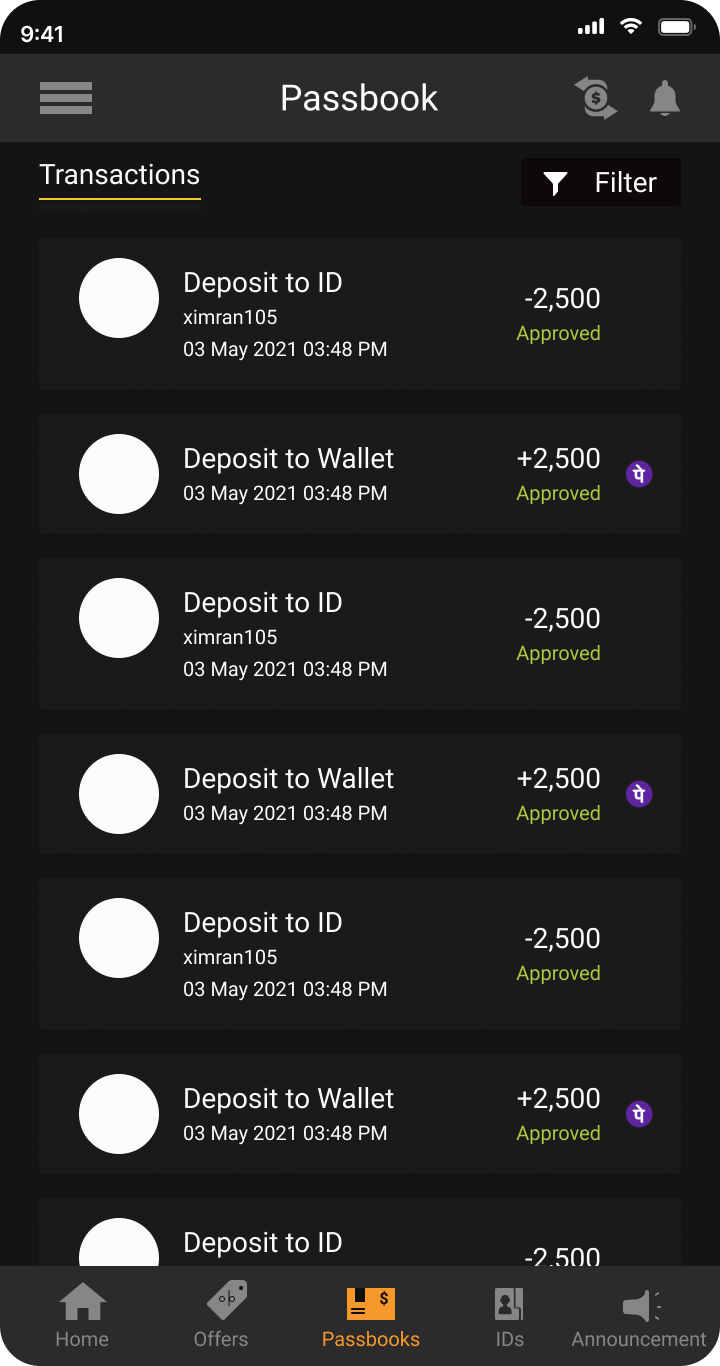 9:41
Passbook
$
Transactions
Filter
Deposit to ID
ximran105
03 May 2021 03:48 PM
-2,500
Approved
Deposit to Wallet
03 May 2021 03:48 PM
+2,500
Approved
पे
Deposit to ID
ximran105
03 May 2021 03:48 PM
-2,500
Approved
Deposit to Wallet
03 May 2021 03:48 PM
+2,500
Approved
पे
Deposit to ID
ximran105
03 May 2021 03:48 PM
-2,500
Approved
Deposit to Wallet
03 May 2021 03:48 PM
+2,500
Approved
पे
Deposit to ID
-2,500
$
Home
Offers
Passbooks
IDs
Announcement